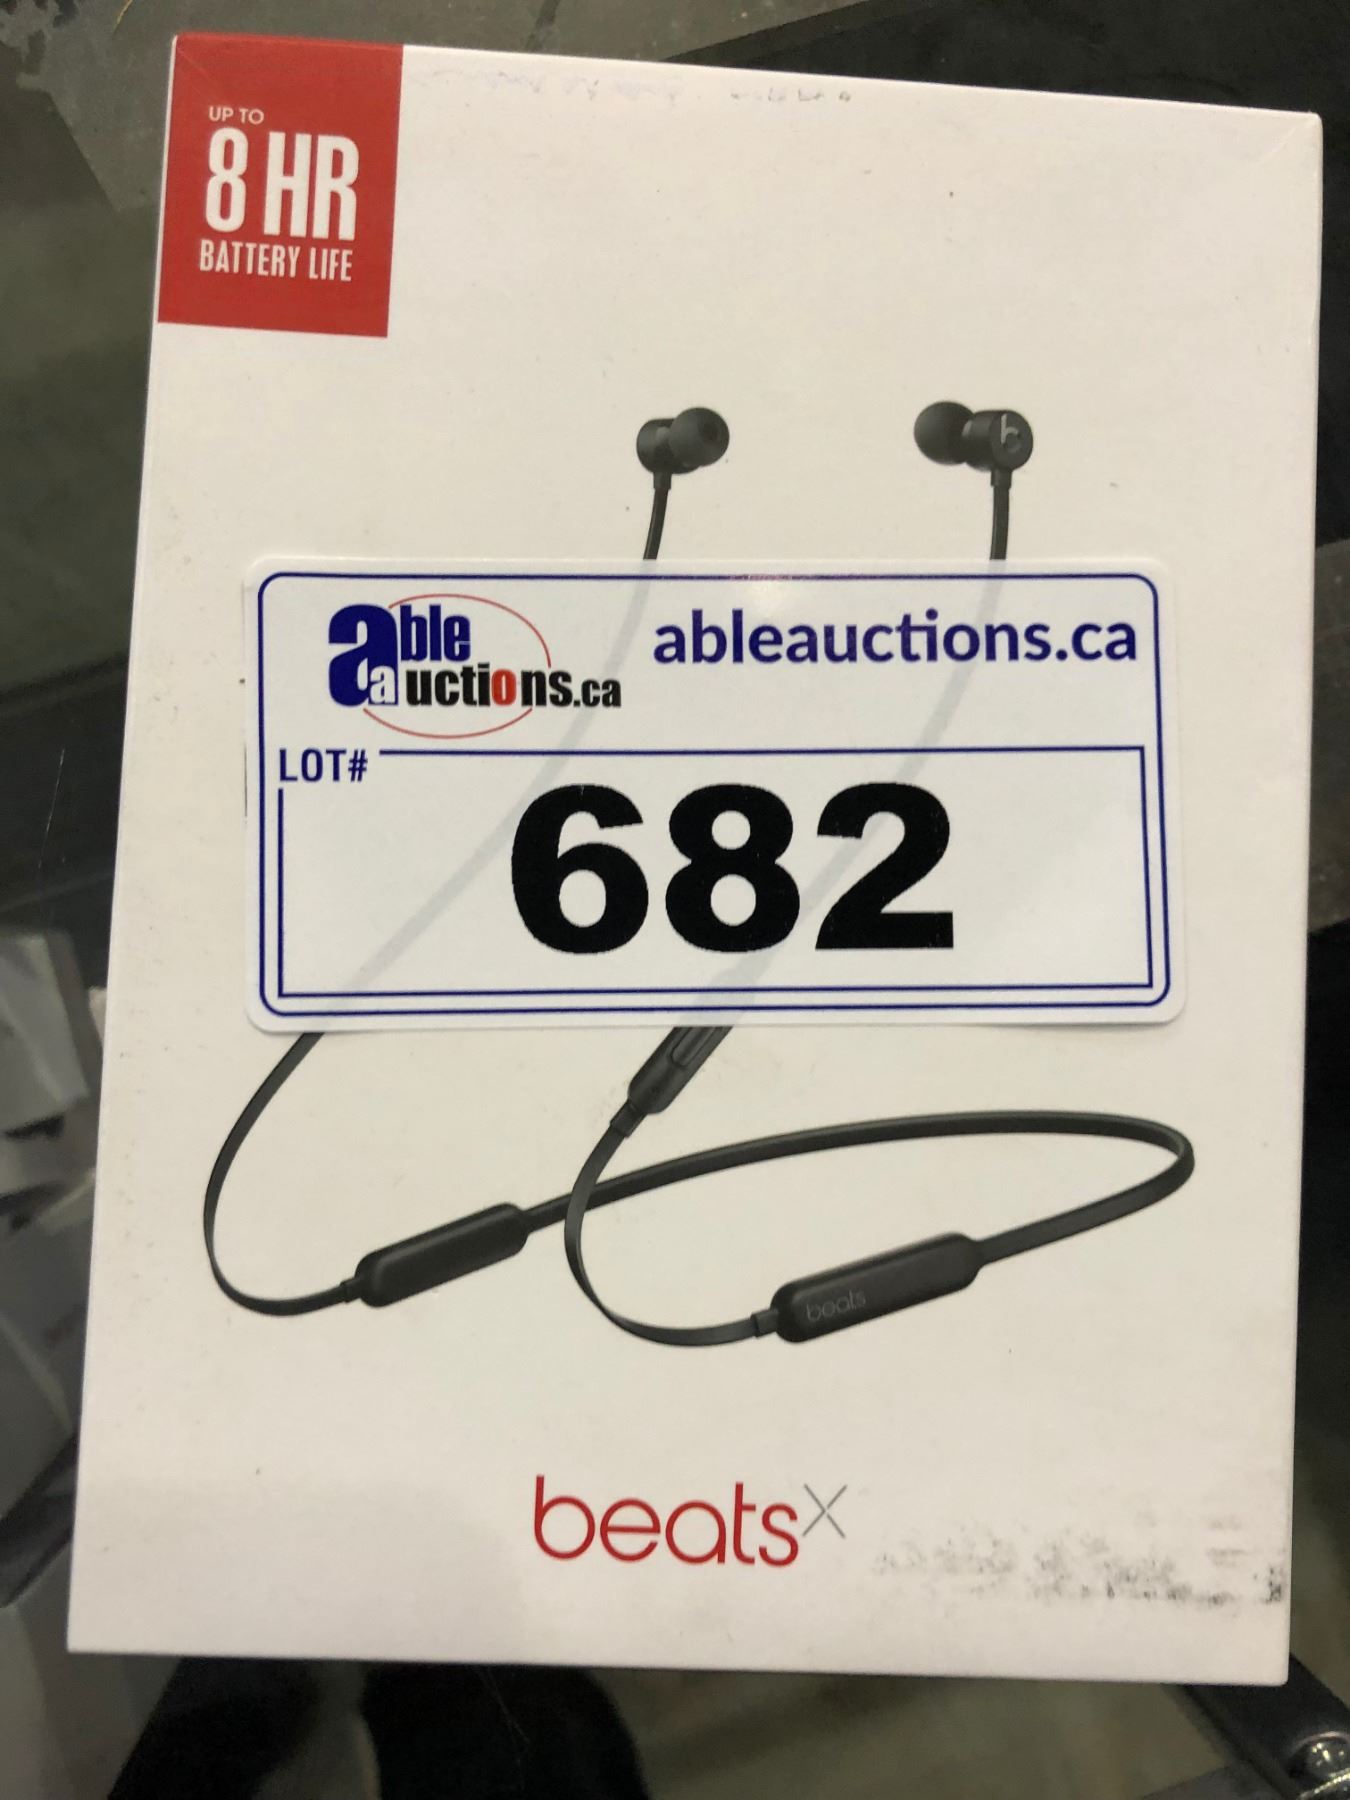 UP TO
8 HR
BATTERY LIFE
b
able
auctions.ca
ableauctions.ca
LOT#
682
beats
beatsX